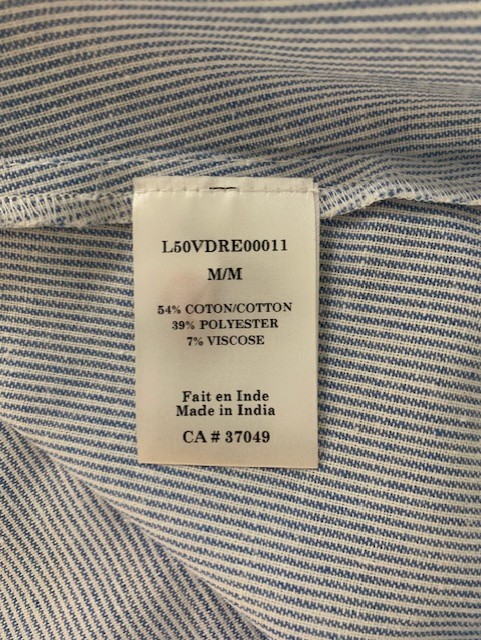 L50VDRE00011
M/M
54% COTON/COTTON
39% POLYESTER
7% VISCOSE
Fait en Inde
Made in India
CA # 37049